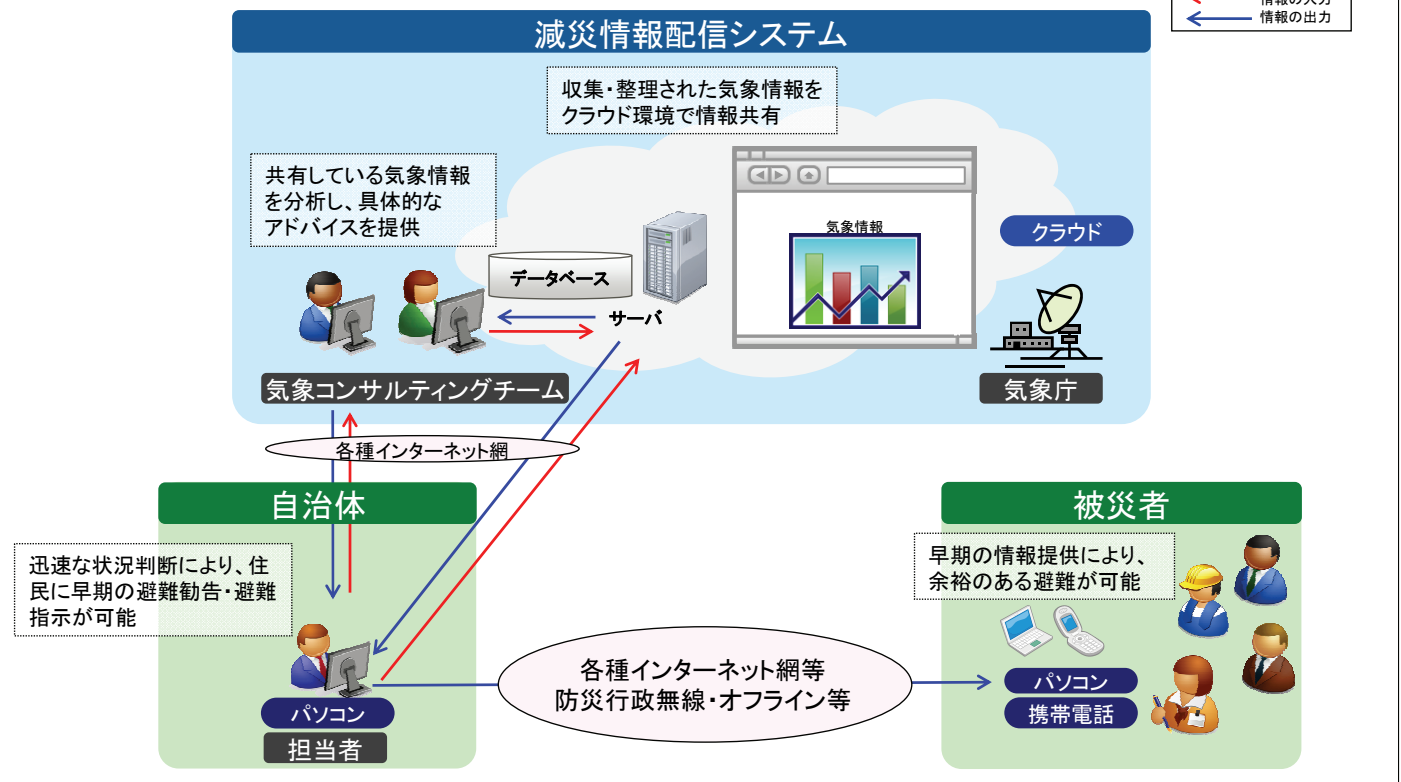 情報の入力
情報の出力
減災情報配信システム
収集・整理された気象情報を
クラウド環境で情報共有
共有している気象情報
を分析し、具体的な
アドバイスを提供
気象情報
クラウド
データベース
サーバ
気象コンサルティングチーム
気象庁
各種インターネット網
自治体
被災者
迅速な状況判断により、住
民に早期の避難勧告・避難
指示が可能
早期の情報提供により、
余裕のある避難が可能
各種インターネット網等
防災行政無線・オフライン等
パソコン
担当者
パソコン
携帯電話